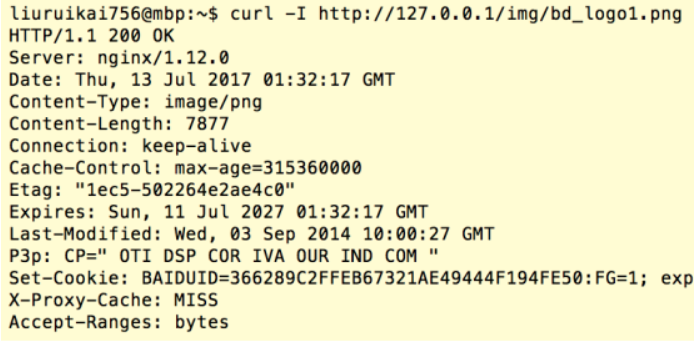 liuruikai756@mbp:~$ curl -I http://127.0.0.1/img/bd_logo1.png
HTTP/1.1 200 OK
Server: nginx/1.12.0
Date: Thu, 13 Jul 2017 01:32:17 GMT
Content-Type: image/png
Content-Length: 7877
Connection: keep-alive
Cache-Control: max-age=315360000
Etag: "1ec5-502264e2ae4c0"
Expires: Sun, 11 Jul 2027 01:32:17 GMT
Last-Modified: Wed, 03 Sep 2014 10:00:27 GMT
P3p: CP=" OTI DSP COR IVA OUR IND COM "
Set-Cookie: BAIDUID=366289C2FFEB67321AE49444F194FE50:FG=1; exp
X-Proxy-Cache: MISS
Accept-Ranges: bytes